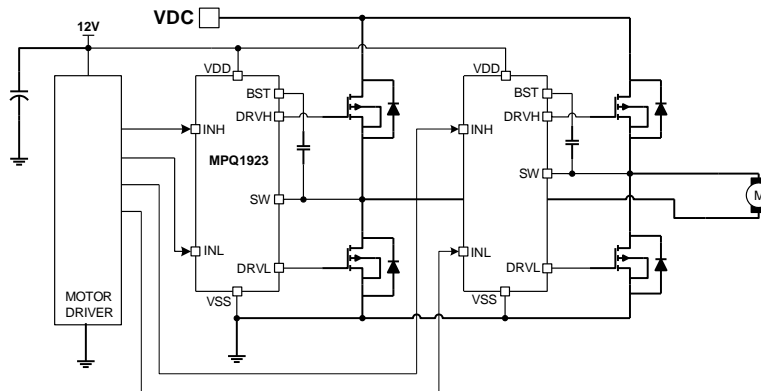 VDC
12V
VDD
BST
DRVH
INH
MPQ1923
SW
INL
DRVL
VSS
MOTOR
DRIVER
VDD
BST
DRVH
INH
SW
INL
DRVL
VSS
M